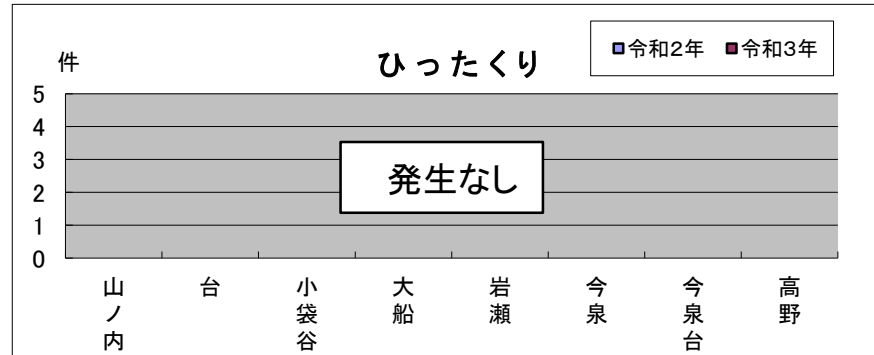 件
ひったくり
令和2年 令和3年
5
4
3
2
1
0
発生なし
山ノ内
台
小袋谷
大船
岩瀬
今泉
今泉台
高野